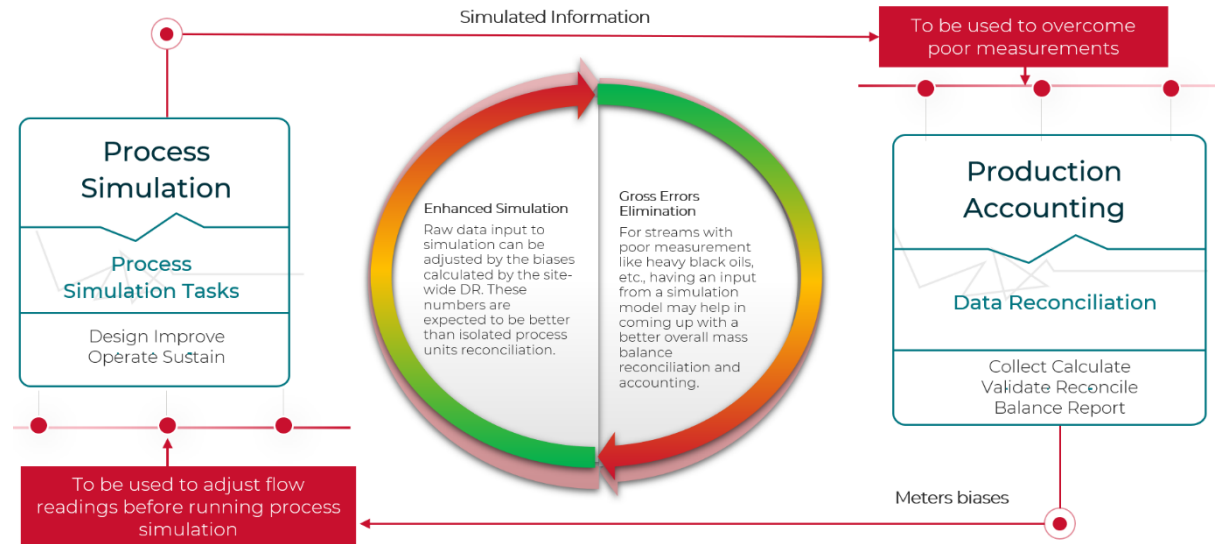 Simulated Information
To be used to overcome
poor measurements
Process
Simulation
Process
Simulation Tasks
Design Improve
Operate Sustain
Enhanced Simulation
Raw data input to
simulation can be
adjusted by the biases
calculated by the site-
wide DR. These
numbers are
expected to be better
than isolated process
units reconciliation.
Gross Errors
Elimination
For streams with
poor measurement
like heavy black oils,
etc., having an input
from a simulation
model may help in
coming up with a
better overall mass
balance
reconciliation and
accounting.
Production
Accounting
Data Reconciliation
Collect Calculate
Validate Reconcile
Balance Report
To be used to adjust flow
readings before running process
simulation
Meters biases